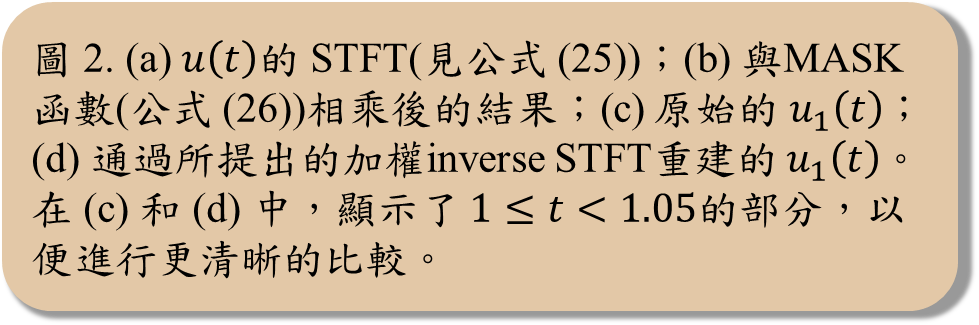 圖 2. (a) 𝑢(𝑡)的 STFT(見公式 (25))；(b) 與MASK
函數(公式 (26))相乘後的結果；(c) 原始的 𝑢₁(𝑡)；
(d) 通過所提出的加權inverse STFT重建的 𝑢₁(𝑡)。
在 (c) 和 (d) 中，顯示了 1 ≤ 𝑡 < 1.05的部分，以
便進行更清晰的比較。